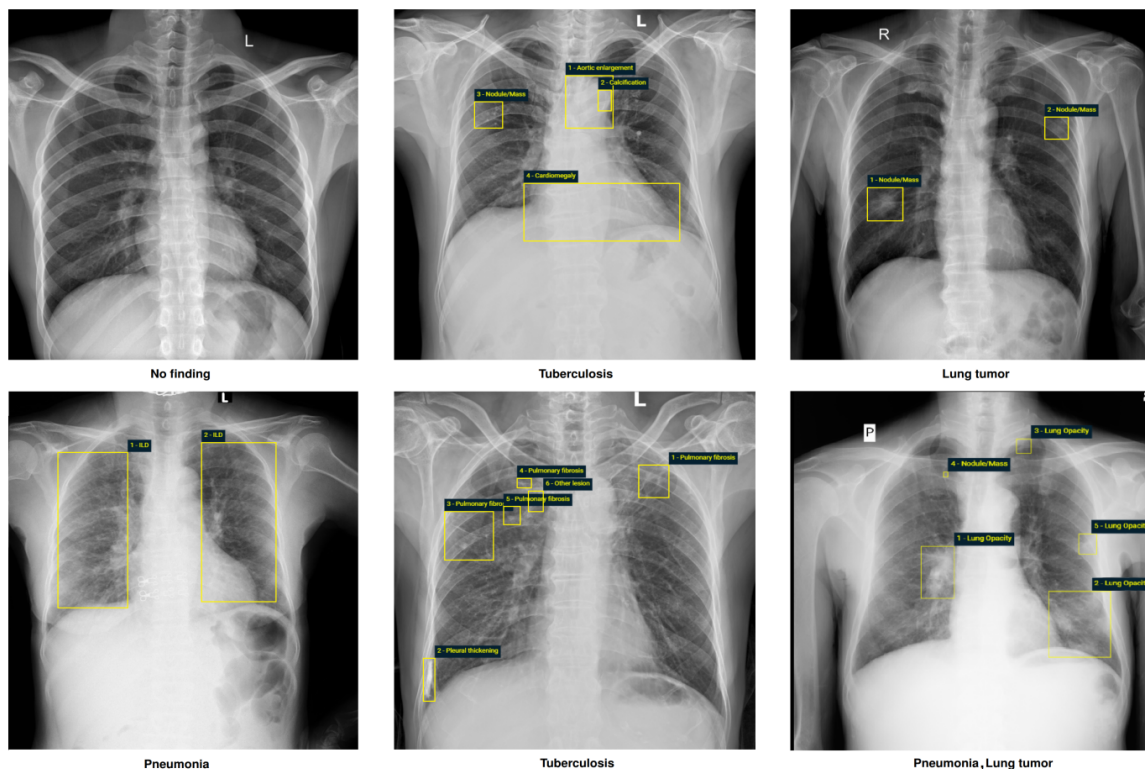 L
No finding
L
1 - Aortic enlargement
2 - Calcification
3 - Nodule/Mass
4 - Cardiomegaly
Tuberculosis
R
2 - Nodule/Mass
1 - Nodule/Mass
Lung tumor
L
1 - ILD
2 - ILD
Pneumonia
L
1 - Pulmonary fibrosis
4 - Pulmonary fibrosis
6 - Other lesion
3 - Pulmonary fibro
5 - Pulmonary fibrosis
2 - Pleural thickening
Tuberculosis
P
3 - Lung Opacity
4 - Nodule/Mass
5 - Lung Opacit
1 - Lung Opacity
2 - Lung Opacit
Pneumonia, Lung tumor